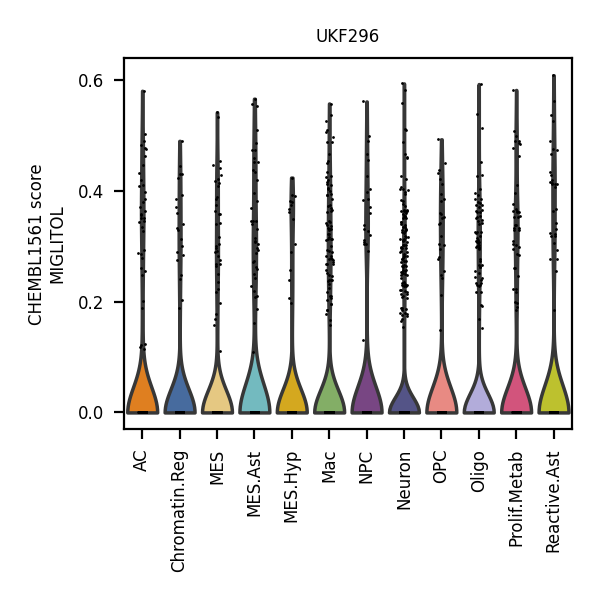 UKF296
CHEMBL1561 score
MIGLITOL
0.6
0.4
0.2
0.0
AC
Chromatin.Reg
MES
MES.Ast
MES.Hyp
Mac
NPC
Neuron
OPC
Oligo
Prolif.Metab
Reactive.Ast